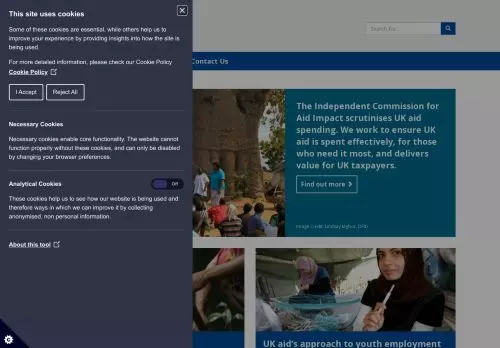 This site uses cookies
Some of these cookies are essential, while others help us to
improve your experience by providing insights into how the site is
being used.
For more detailed information, please check our Cookie Policy
Cookie Policy
I Accept
Reject All
Necessary Cookies
Necessary cookies enable core functionality. The website cannot
function properly without these cookies, and can only be disabled
by changing your browser preferences.
Analytical Cookies
Off
These cookies help us to see how our website is being used and
therefore ways in which we can improve it by collecting
anonymised, non personal information.
About this tool
Search for...
Contact Us
The Independent Commission for
Aid Impact scrutinises UK aid
spending. We work to ensure UK
aid is spent effectively, for those
who need it most, and delivers
value for UK taxpayers.
Find out more
UK aid's approach to youth employment